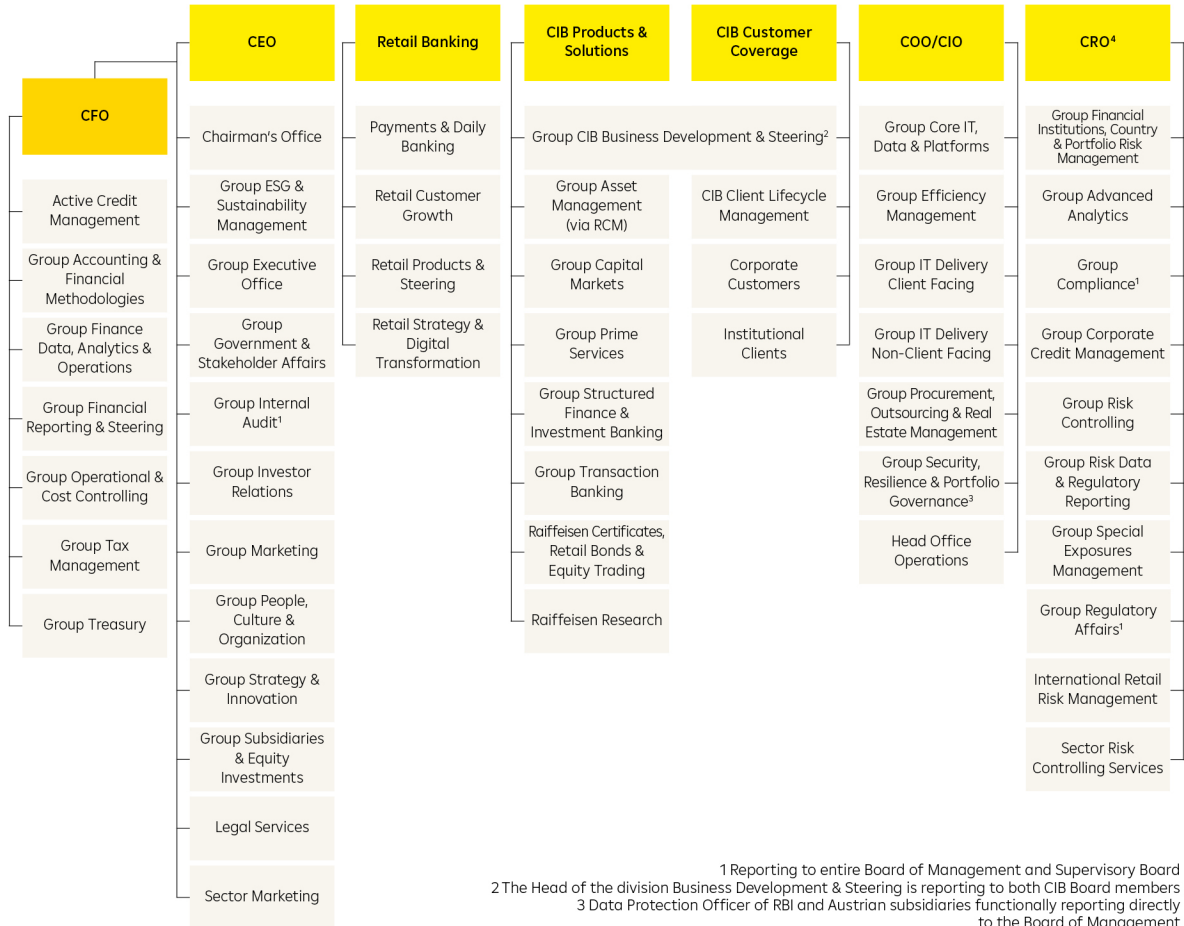 CEO
Retail Banking
CIB Products &
Solutions
CIB Customer
Coverage
COO/CIO
CRO⁴
CFO
Active Credit
Management
Group Accounting &
Financial
Methodologies
Group Finance
Data, Analytics &
Operations
Group Financial
Reporting & Steering
Group Operational &
Cost Controlling
Group Tax
Management
Group Treasury
Chairman's Office
Group ESG &
Sustainability
Management
Group Executive
Office
Group
Government &
Stakeholder Affairs
Group Internal
Audit¹
Group Investor
Relations
Group Marketing
Group People,
Culture &
Organization
Group Strategy &
Innovation
Group Subsidiaries
& Equity
Investments
Legal Services
Sector Marketing
Payments & Daily
Banking
Retail Customer
Growth
Retail Products &
Steering
Retail Strategy &
Digital
Transformation
Group CIB Business Development & Steering²
Group Asset
Management
(via RCM)
Group Capital
Markets
Group Prime
Services
Group Structured
Finance &
Investment Banking
Group Transaction
Banking
Raiffeisen Certificates,
Retail Bonds &
Equity Trading
Raiffeisen Research
CIB Client Lifecycle
Management
Corporate
Customers
Institutional
Clients
Group Core IT,
Data & Platforms
Group Efficiency
Management
Group IT Delivery
Client Facing
Group IT Delivery
Non-Client Facing
Group Procurement,
Outsourcing & Real
Estate Management
Group Security,
Resilience & Portfolio
Governance³
Head Office
Operations
Group Financial
Institutions, Country
& Portfolio Risk
Management
Group Advanced
Analytics
Group
Compliance¹
Group Corporate
Credit Management
Group Risk
Controlling
Group Risk Data
& Regulatory
Reporting
Group Special
Exposures
Management
Group Regulatory
Affairs¹
International Retail
Risk Management
Sector Risk
Controlling Services
1 Reporting to entire Board of Management and Supervisory Board
2 The Head of the division Business Development & Steering is reporting to both CIB Board members
3 Data Protection Officer of RBI and Austrian subsidiaries functionally reporting directly
to the Board of Management